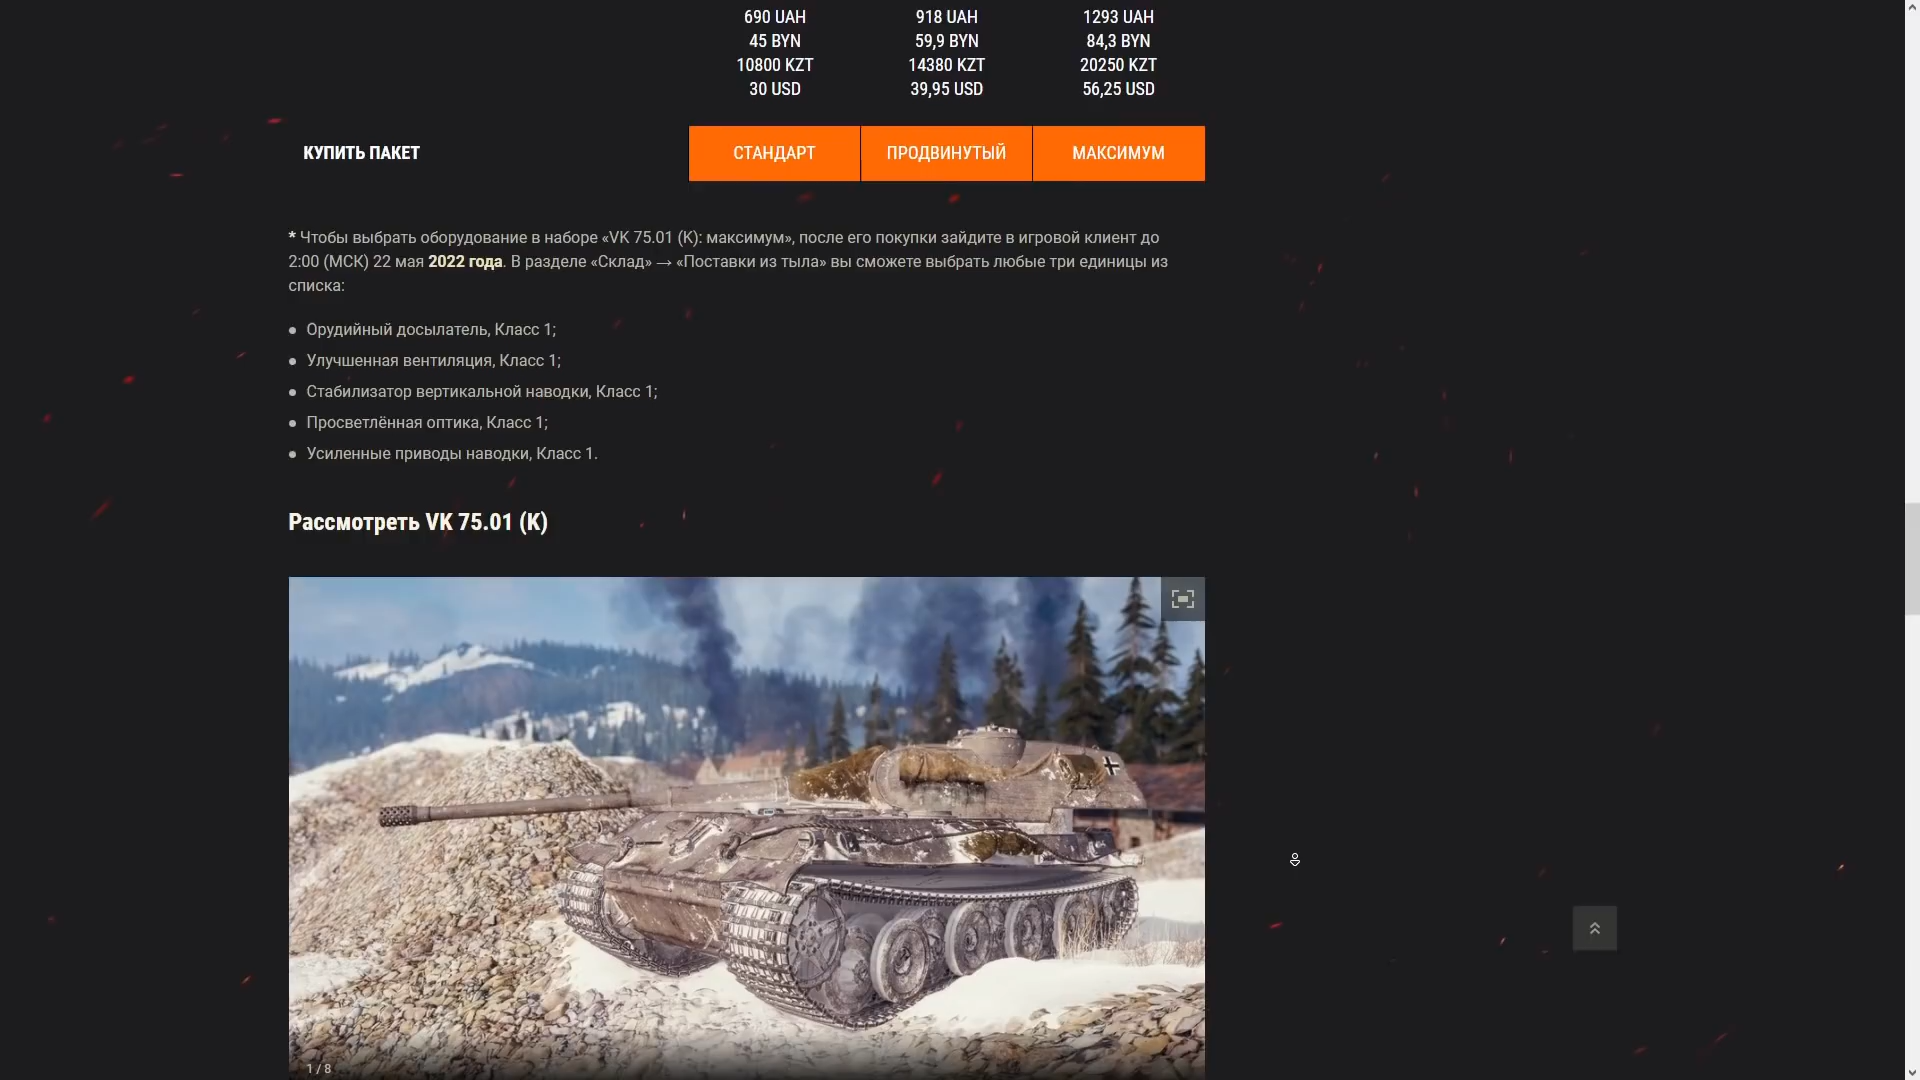 690 UAH 918 UAH 1293 UAH
45 BYN 59,9 BYN 84,3 BYN
10800 KZT 14380 KZT 20250 KZT
30 USD 39,95 USD 56,25 USD
КУПИТЬ ПАКЕТ СТАНДАРТ ПРОДВИНУТЫЙ МАКСИМУМ
* Чтобы выбрать оборудование в наборе «VK 75.01 (K): максимум», после его покупки зайдите в игровой клиент до
2:00 (МСК) 22 мая 2022 года. В разделе «Склад» → «Поставки из тыла» вы сможете выбрать любые три единицы из
списка:
Орудийный досылатель, Класс 1;
Улучшенная вентиляция, Класс 1;
Стабилизатор вертикальной наводки, Класс 1;
Просветлённая оптика, Класс 1;
Усиленные приводы наводки, Класс 1.
Рассмотреть VK 75.01 (K)
1 / 8